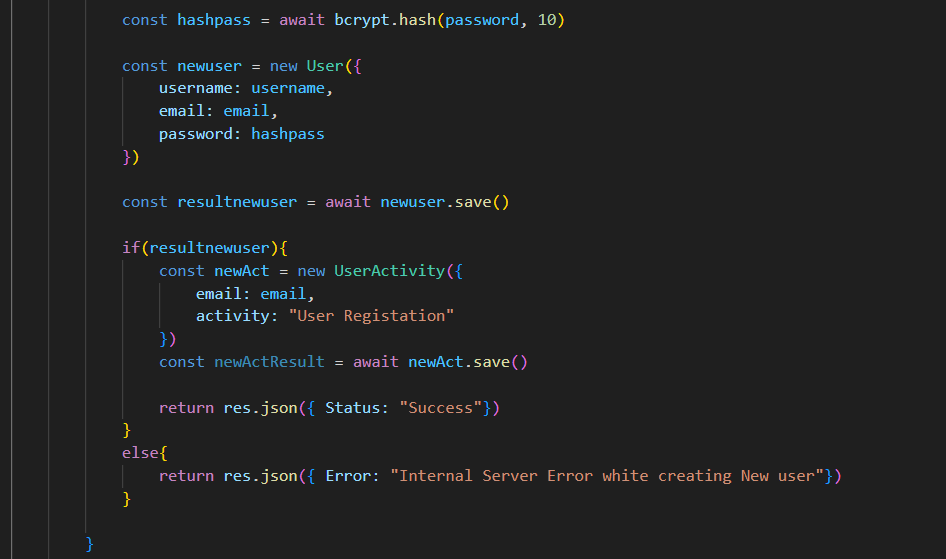 const hashpass = await bcrypt.hash(password, 10)
const newuser = new User({
username: username,
email: email,
password: hashpass
})
const resultnewuser = await newuser.save()
if(resultnewuser){
const newAct = new UserActivity({
email: email,
activity: "User Registation"
})
const newActResult = await newAct.save()
return res.json({ Status: "Success"})
}
else{
return res.json({ Error: "Internal Server Error white creating New user"})
}
}